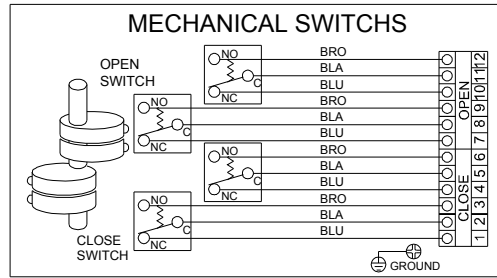 MECHANICAL SWITCHS
OPEN
SWITCH
NO
C
NC
NO
C
NC
NO
C
NC
NO
C
NC
CLOSE
SWITCH
BRO
BLA
BLU
BRO
BLA
BLU
BRO
BLA
BLU
BRO
BLA
BLU
OPEN
CLOSE
12
11
10
9
8
7
6
5
4
3
2
1
GROUND